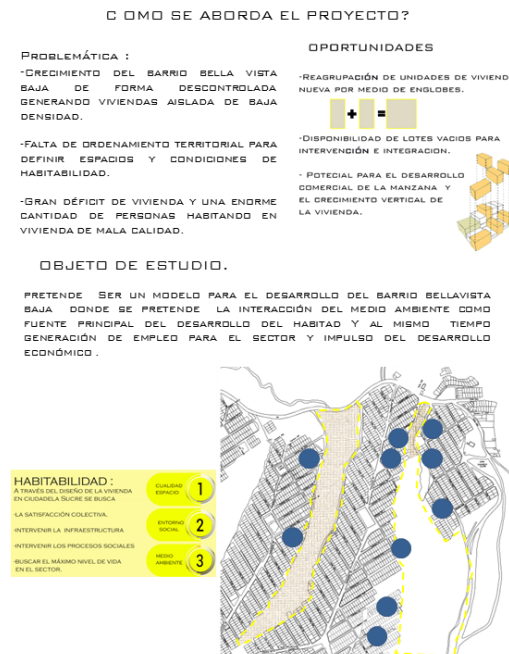 C OMO SE ABORDA EL PROYECTO?
PROBLEMÁTICA :
-CRECIMIENTO DEL BARRIO BELLA VISTA
BAJA DE FORMA DESCONTROLADA
GENERANDO VIVIENDAS AISLADA DE BAJA
DENSIDAD.
-FALTA DE ORDENAMIENTO TERRITORIAL PARA
DEFINIR ESPACIOS Y CONDICIONES DE
HABITABILIDAD.
-GRAN DÉFICIT DE VIVIENDA Y UNA ENORME
CANTIDAD DE PERSONAS HABITANDO EN
VIVIENDA DE MALA CALIDAD.
OPORTUNIDADES
-REAGRUPACIÓN DE UNIDADES DE VIVIEND
NUEVA POR MEDIO DE ENGLOBES.
+ =
-DISPONIBILIDAD DE LOTES VACIOS PARA
INTERVENCIÓN E INTEGRACION.
- POTECIAL PARA EL DESARROLLO
COMERCIAL DE LA MANZANA Y
EL CRECIMIENTO VERTICAL DE
LA VIVIENDA.
OBJETO DE ESTUDIO.
PRETENDE SER UN MODELO PARA EL DESARROLLO DEL BARRIO BELLAVISTA
BAJA DONDE SE PRETENDE LA INTERACCIÓN DEL MEDIO AMBIENTE COMO
FUENTE PRINCIPAL DEL DESARROLLO DEL HABITAD Y AL MISMO TIEMPO
GENERACIÓN DE EMPLEO PARA EL SECTOR Y IMPULSO DEL DESARROLLO
ECONÓMICO .
HABITABILIDAD :
A TRAVÉS DEL DISEÑO DE LA VIVIENDA
EN CIUDADELA SUCRE SE BUSCA
-LA SATISFACCIÓN COLECTIVA.
-INTERVENIR LA INFRAESTRUCTURA
-INTERVENIR LOS PROCESOS SOCIALES
-BUSCAR EL MÁXIMO NIVEL DE VIDA
EN EL SECTOR.
CUALIDAD
ESPACIO
1
ENTORNO
SOCIAL
2
MEDIO
AMBIENTE
3